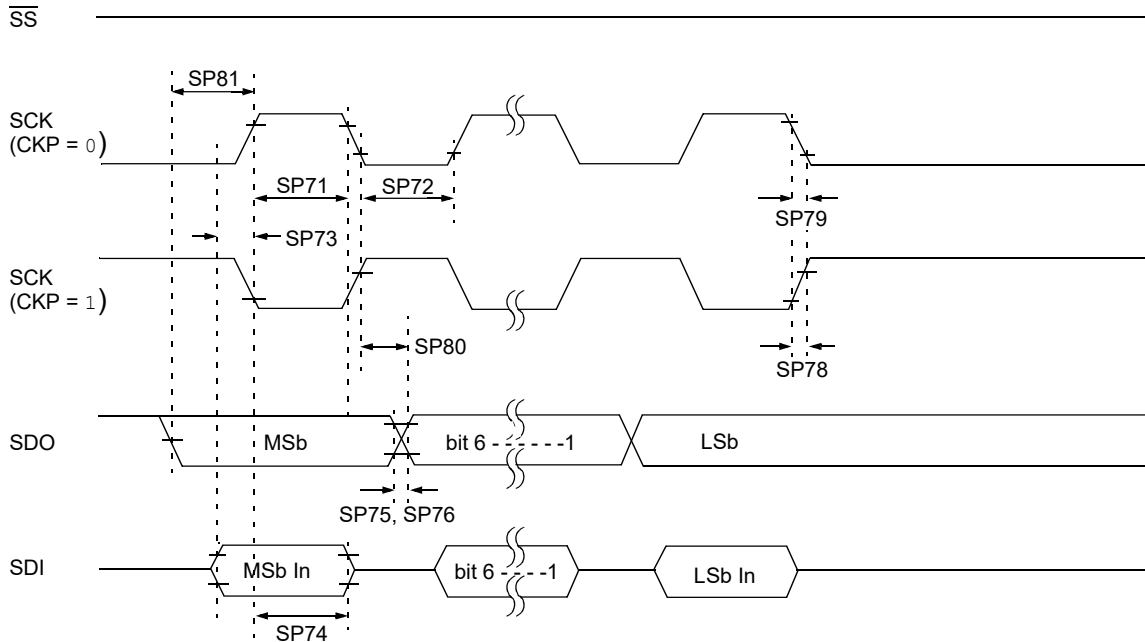 SS
SP81
SCK
(CKP = 0)
SP71
SP72
SP79
SP73
SCK
(CKP = 1)
SP80
SP78
SDO
MSb
bit 6 - - - - - - -1
LSb
SP75, SP76
SDI
MSb In
bit 6 - - - - -1
LSb In
SP74